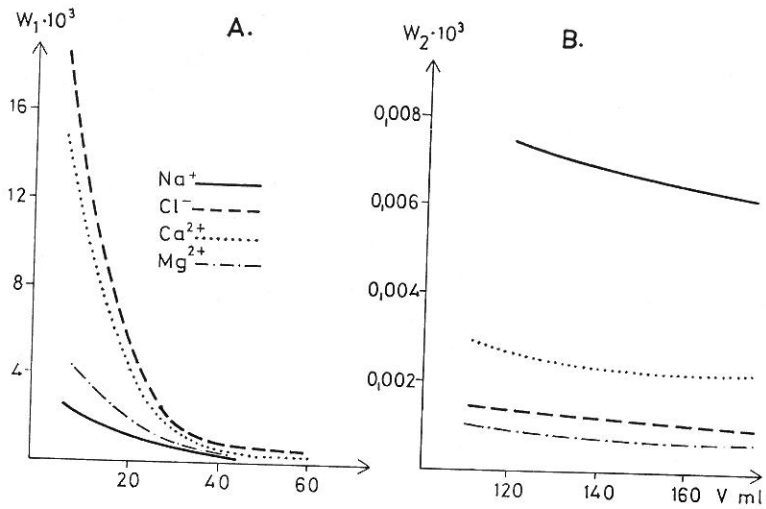 W₁·10³
A.
16
12
8
4
20
40
60
Na⁺
Cl⁻
Ca²⁺
Mg²⁺
W₂·10³
B.
0,008
0,006
0,004
0,002
120
140
160
V ml